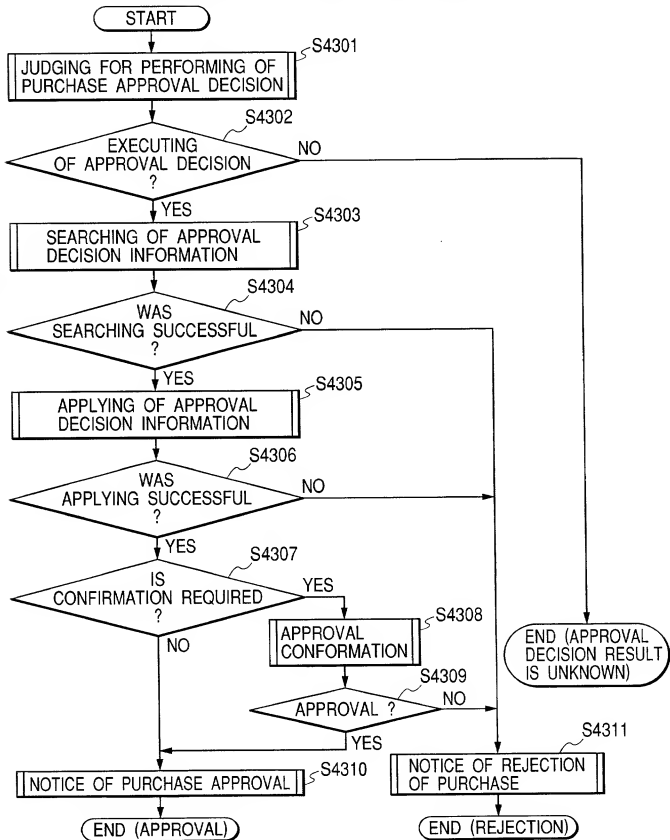 START
S4301
JUDGING FOR PERFORMING OF
PURCHASE APPROVAL DECISION
S4302
EXECUTING
OF APPROVAL DECISION
?
NO
YES
S4303
SEARCHING OF APPROVAL
DECISION INFORMATION
S4304
WAS
SEARCHING SUCCESSFUL
?
NO
YES
S4305
APPLYING OF APPROVAL
DECISION INFORMATION
S4306
WAS
APPLYING SUCCESSFUL
?
NO
YES
S4307
IS
CONFIRMATION REQUIRED
?
YES
NO
S4308
APPROVAL
CONFORMATION
S4309
APPROVAL ?
NO
YES
END (APPROVAL
DECISION RESULT
IS UNKNOWN)
S4310
NOTICE OF PURCHASE APPROVAL
END (APPROVAL)
S4311
NOTICE OF REJECTION
OF PURCHASE
END (REJECTION)